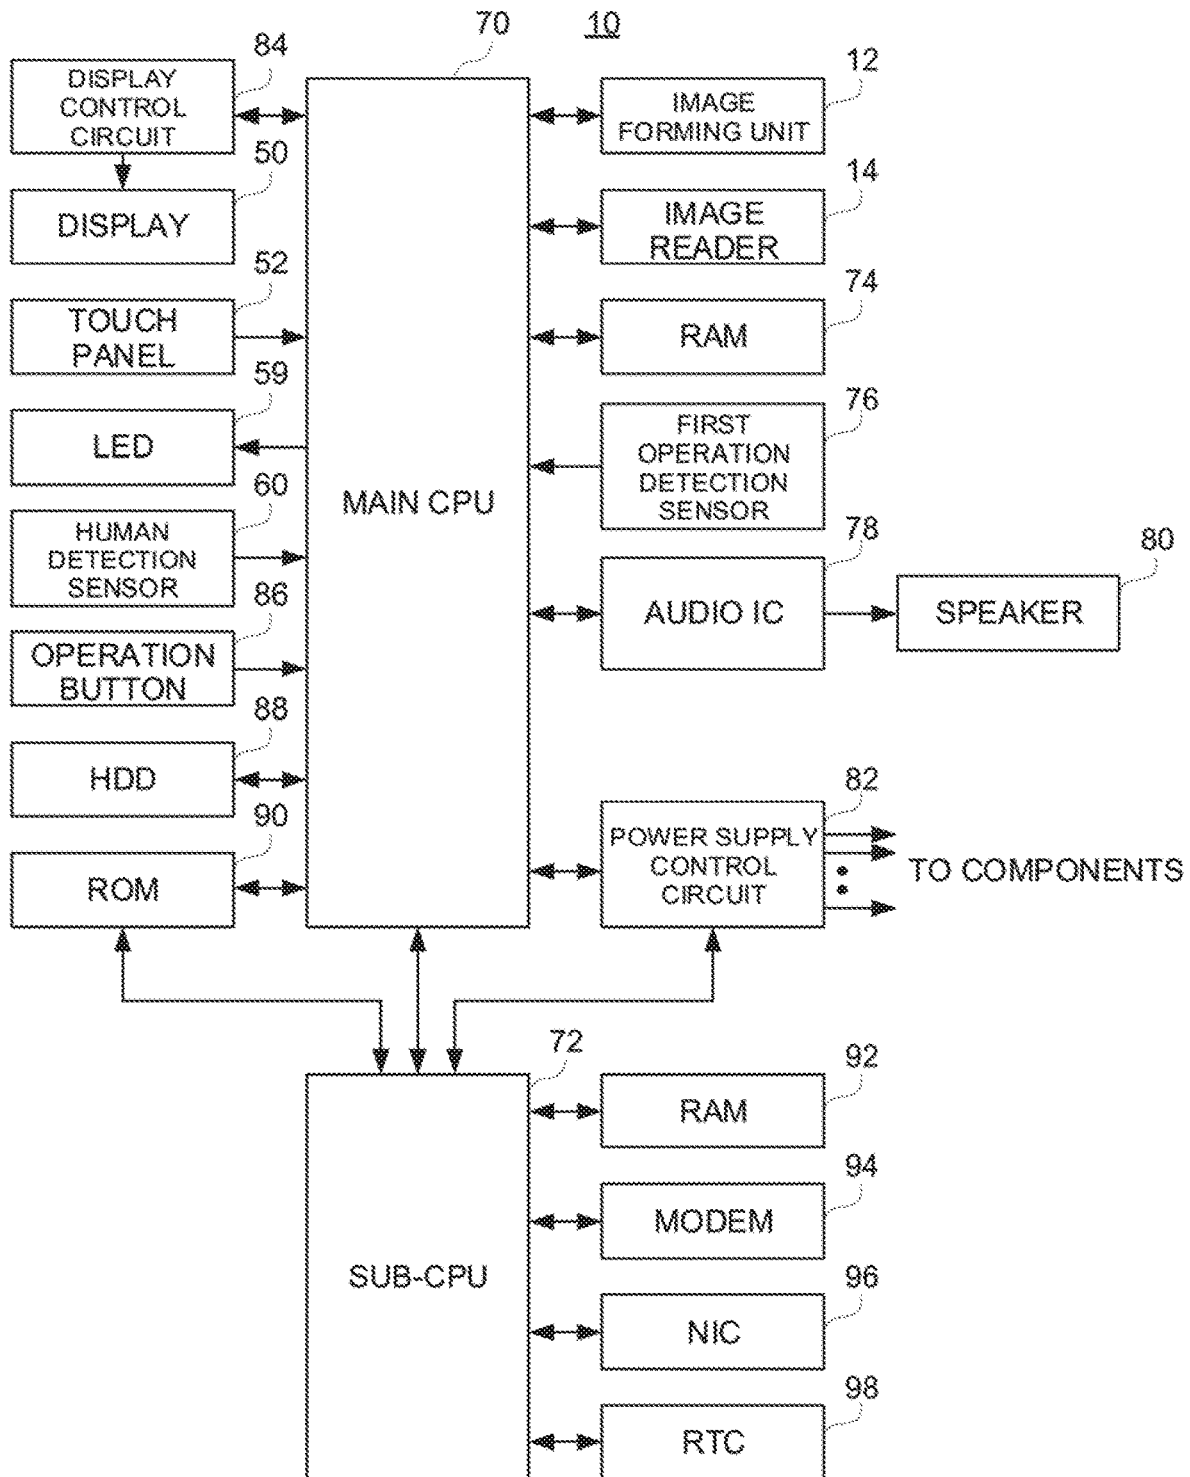 10
70
84
DISPLAY
CONTROL
CIRCUIT
50
DISPLAY
52
TOUCH
PANEL
59
LED
60
HUMAN
DETECTION
SENSOR
86
OPERATION
BUTTON
88
HDD
90
ROM
MAIN CPU
12
IMAGE
FORMING UNIT
14
IMAGE
READER
74
RAM
76
FIRST
OPERATION
DETECTION
SENSOR
78
AUDIO IC
80
SPEAKER
82
POWER SUPPLY
CONTROL
CIRCUIT
TO COMPONENTS
72
SUB-CPU
92
RAM
94
MODEM
96
NIC
98
RTC